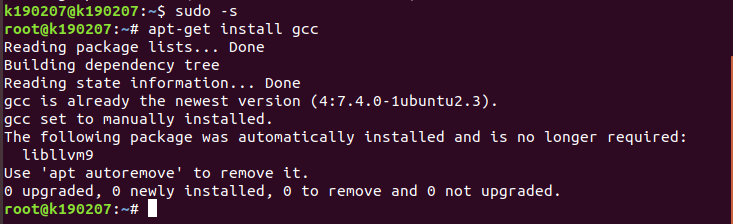 k190207@k190207:~$ sudo -s
root@k190207:~# apt-get install gcc
Reading package lists... Done
Building dependency tree
Reading state information... Done
gcc is already the newest version (4:7.4.0-1ubuntu2.3).
gcc set to manually installed.
The following package was automatically installed and is no longer required:
  libllvm9
Use 'apt autoremove' to remove it.
0 upgraded, 0 newly installed, 0 to remove and 0 not upgraded.
root@k190207:~#